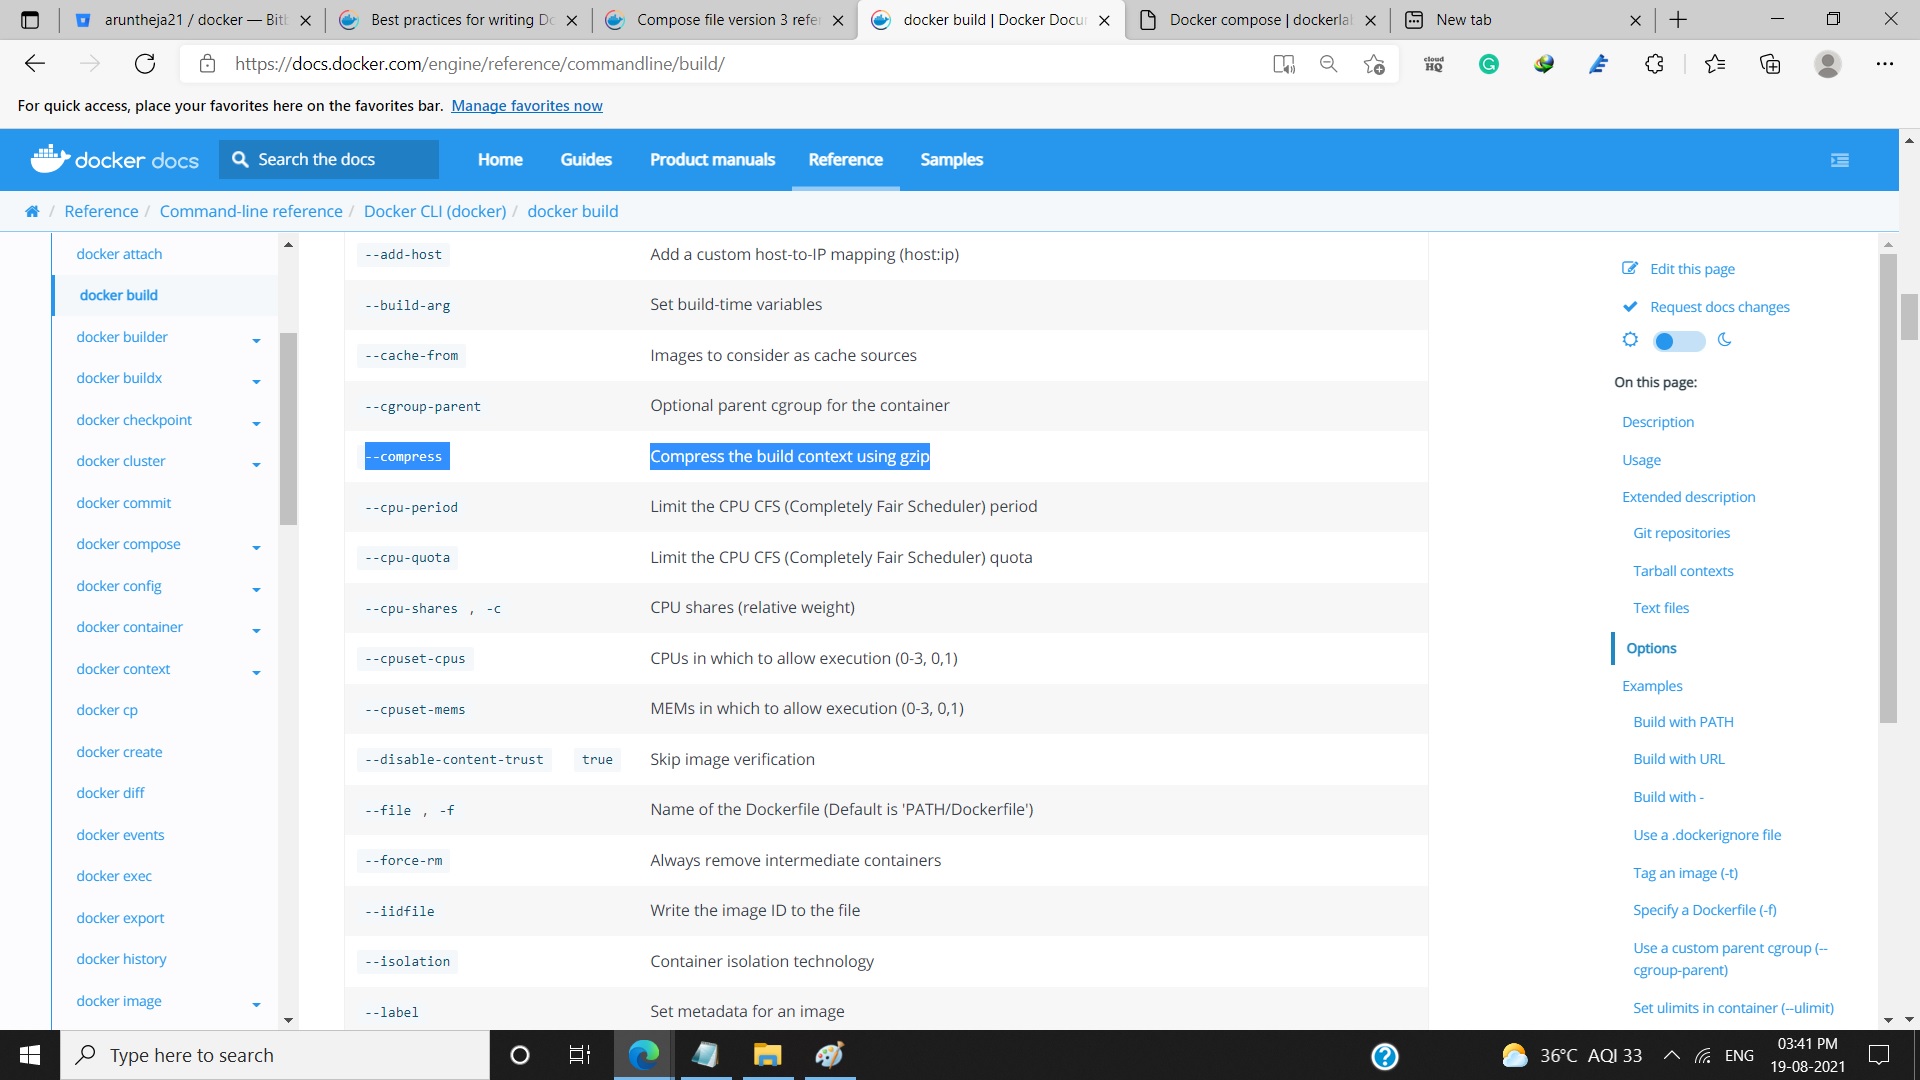 aruntheja21 / docker — Bit
Best practices for writing Do
Compose file version 3 refe
docker build | Docker Docu
Docker compose | dockerla
New tab
https://docs.docker.com/engine/reference/commandline/build/
cloud
HQ
For quick access, place your favorites here on the favorites bar. Manage favorites now
docker docs
Search the docs
Home
Guides
Product manuals
Reference
Samples
/ Reference / Command-line reference / Docker CLI (docker) / docker build
docker attach
docker build
docker builder
docker buildx
docker checkpoint
docker cluster
docker commit
docker compose
docker config
docker container
docker context
docker cp
docker create
docker diff
docker events
docker exec
docker export
docker history
docker image
--add-host Add a custom host-to-IP mapping (host:ip)
--build-arg Set build-time variables
--cache-from Images to consider as cache sources
--cgroup-parent Optional parent cgroup for the container
--compress Compress the build context using gzip
--cpu-period Limit the CPU CFS (Completely Fair Scheduler) period
--cpu-quota Limit the CPU CFS (Completely Fair Scheduler) quota
--cpu-shares , -c CPU shares (relative weight)
--cpuset-cpus CPUs in which to allow execution (0-3, 0,1)
--cpuset-mems MEMs in which to allow execution (0-3, 0,1)
--disable-content-trust true Skip image verification
--file , -f Name of the Dockerfile (Default is 'PATH/Dockerfile')
--force-rm Always remove intermediate containers
--iidfile Write the image ID to the file
--isolation Container isolation technology
--label Set metadata for an image
Edit this page
Request docs changes
On this page:
Description
Usage
Extended description
Git repositories
Tarball contexts
Text files
Options
Examples
Build with PATH
Build with URL
Build with -
Use a .dockerignore file
Tag an image (-t)
Specify a Dockerfile (-f)
Use a custom parent cgroup (--
cgroup-parent)
Set ulimits in container (--ulimit)
Type here to search
36°C AQI 33
ENG
03:41 PM
19-08-2021